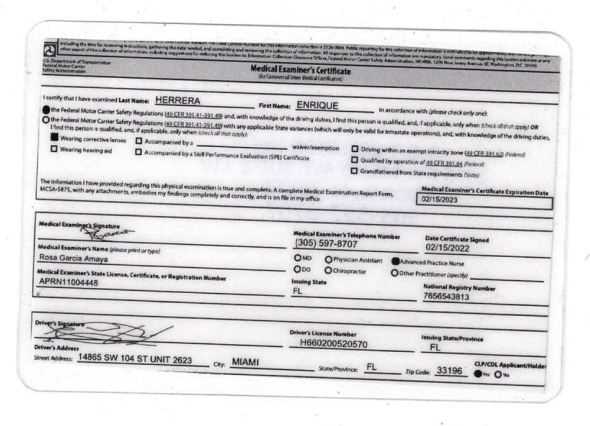 U.S. Department of Transportation
Federal Motor Carrier
Safety Administration
Medical Examiner's Certificate
(for Commercial Driver Medical Certification)
I certify that I have examined Last Name: HERRERA First Name: ENRIQUE in accordance with (please check only one):
the Federal Motor Carrier Safety Regulations (49 CFR 391.41-391.49) and, with knowledge of the driving duties, I find this person is qualified, and, if applicable, only when (check all that apply) OR
the Federal Motor Carrier Safety Regulations (49 CFR 391.41-391.49) with any applicable State variances (which will only be valid for intrastate operations), and, with knowledge of the driving duties,
I find this person is qualified, and, if applicable, only when (check all that apply):
Wearing corrective lenses Accompanied by a waiver/exemption Driving within an exempt intracity zone (49 CFR 391.62) (Federal)
Wearing hearing aid Accompanied by a Skill Performance Evaluation (SPE) Certificate Qualified by operation of 49 CFR 391.64 (Federal)
Grandfathered from State requirements (State)
The information I have provided regarding this physical examination is true and complete. A complete Medical Examination Report Form,
MCSA-5875, with any attachments, embodies my findings completely and correctly, and is on file in my office
Medical Examiner's Certificate Expiration Date
02/15/2023
Medical Examiner's Signature
Medical Examiner's Telephone Number
(305) 597-8707
Date Certificate Signed
02/15/2022
Medical Examiner's Name (please print or type)
Rosa Garcia Amaya
MD Physician Assistant Advanced Practice Nurse
DO Chiropractor Other Practitioner (specify)
Medical Examiner's State License, Certificate, or Registration Number
APRN11004448
Issuing State
FL
National Registry Number
7656543813
Driver's Signature
Driver's License Number
H660200520570
Issuing State/Province
FL
Driver's Address
Street Address: 14865 SW 104 ST UNIT 2623 City: MIAMI State/Province: FL Zip Code: 33196
CLP/CDL Applicant/Holder
Yes No